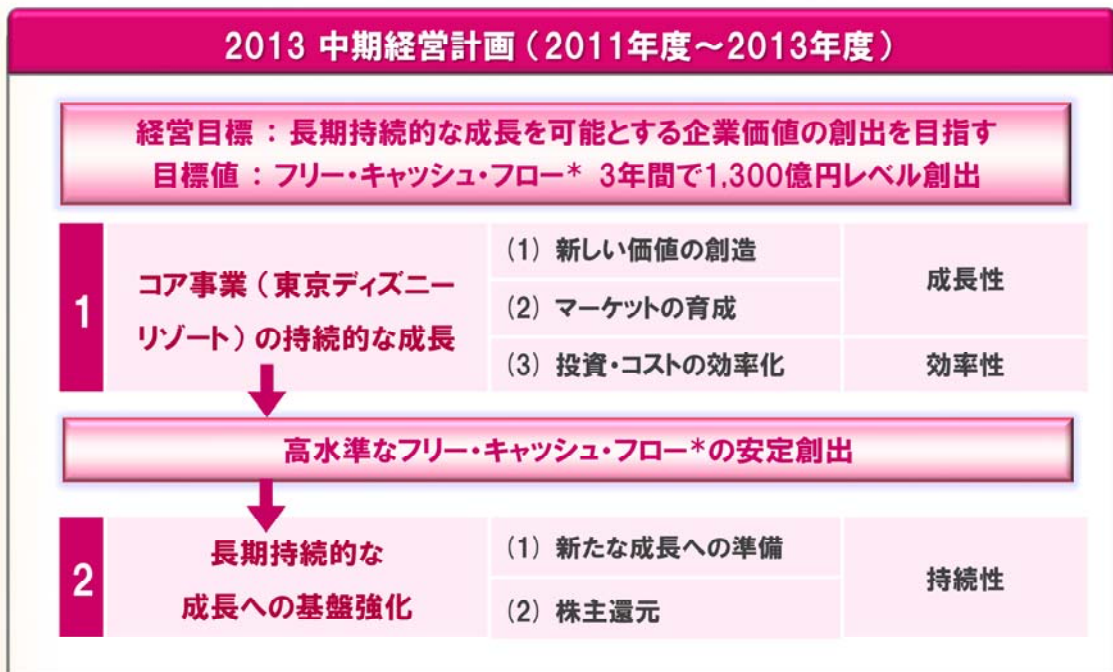 2013 中期経営計画（2011年度～2013年度）
経営目標 ： 長期持続的な成長を可能とする企業価値の創出を目指す
目標値 ： フリー・キャッシュ・フロー＊ 3年間で1,300億円レベル創出
1
コア事業（東京ディズニー
リゾート）の持続的な成長
(1) 新しい価値の創造
(2) マーケットの育成
成長性
(3) 投資・コストの効率化
効率性
高水準なフリー・キャッシュ・フロー＊の安定創出
2
長期持続的な
成長への基盤強化
(1) 新たな成長への準備
(2) 株主還元
持続性